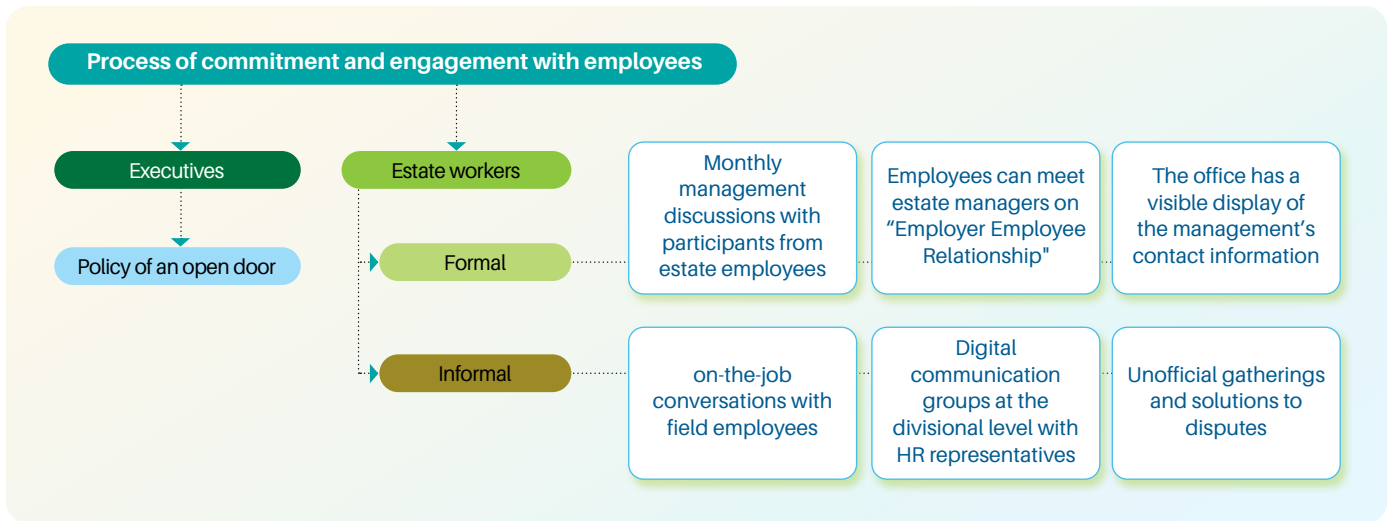 Process of commitment and engagement with employees
Executives
Policy of an open door
Estate workers
Formal
Monthly
management
discussions with
participants from
estate employees
Employees can meet
estate managers on
“Employer Employee
Relationship"
The office has a
visible display of
the management’s
contact information
Informal
on-the-job
conversations with
field employees
Digital
communication
groups at the
divisional level with
HR representatives
Unofficial gatherings
and solutions to
disputes